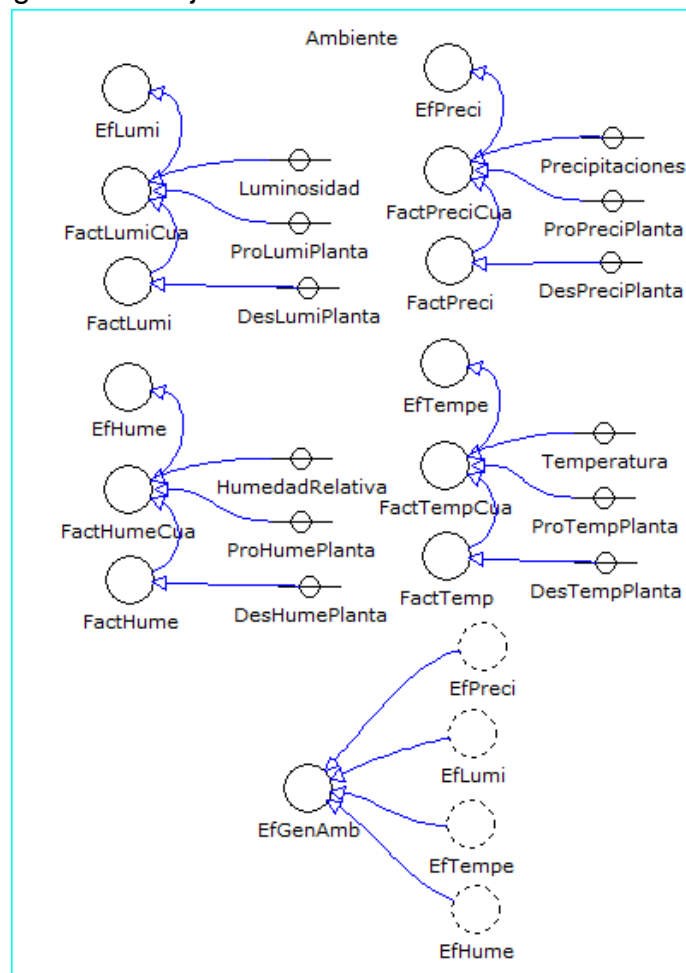 Ambiente
EfLumi
Luminosidad
FactLumiCua
ProLumiPlanta
FactLumi
DesLumiPlanta
EfPreci
Precipitaciones
FactPreciCua
ProPreciPlanta
FactPreci
DesPreciPlanta
EfHume
HumedadRelativa
FactHumeCua
ProHumePlanta
FactHume
DesHumePlanta
EfTempe
Temperatura
FactTempCua
ProTempPlanta
FactTemp
DesTempPlanta
EfPreci
EfLumi
EfGenAmb
EfTempe
EfHume